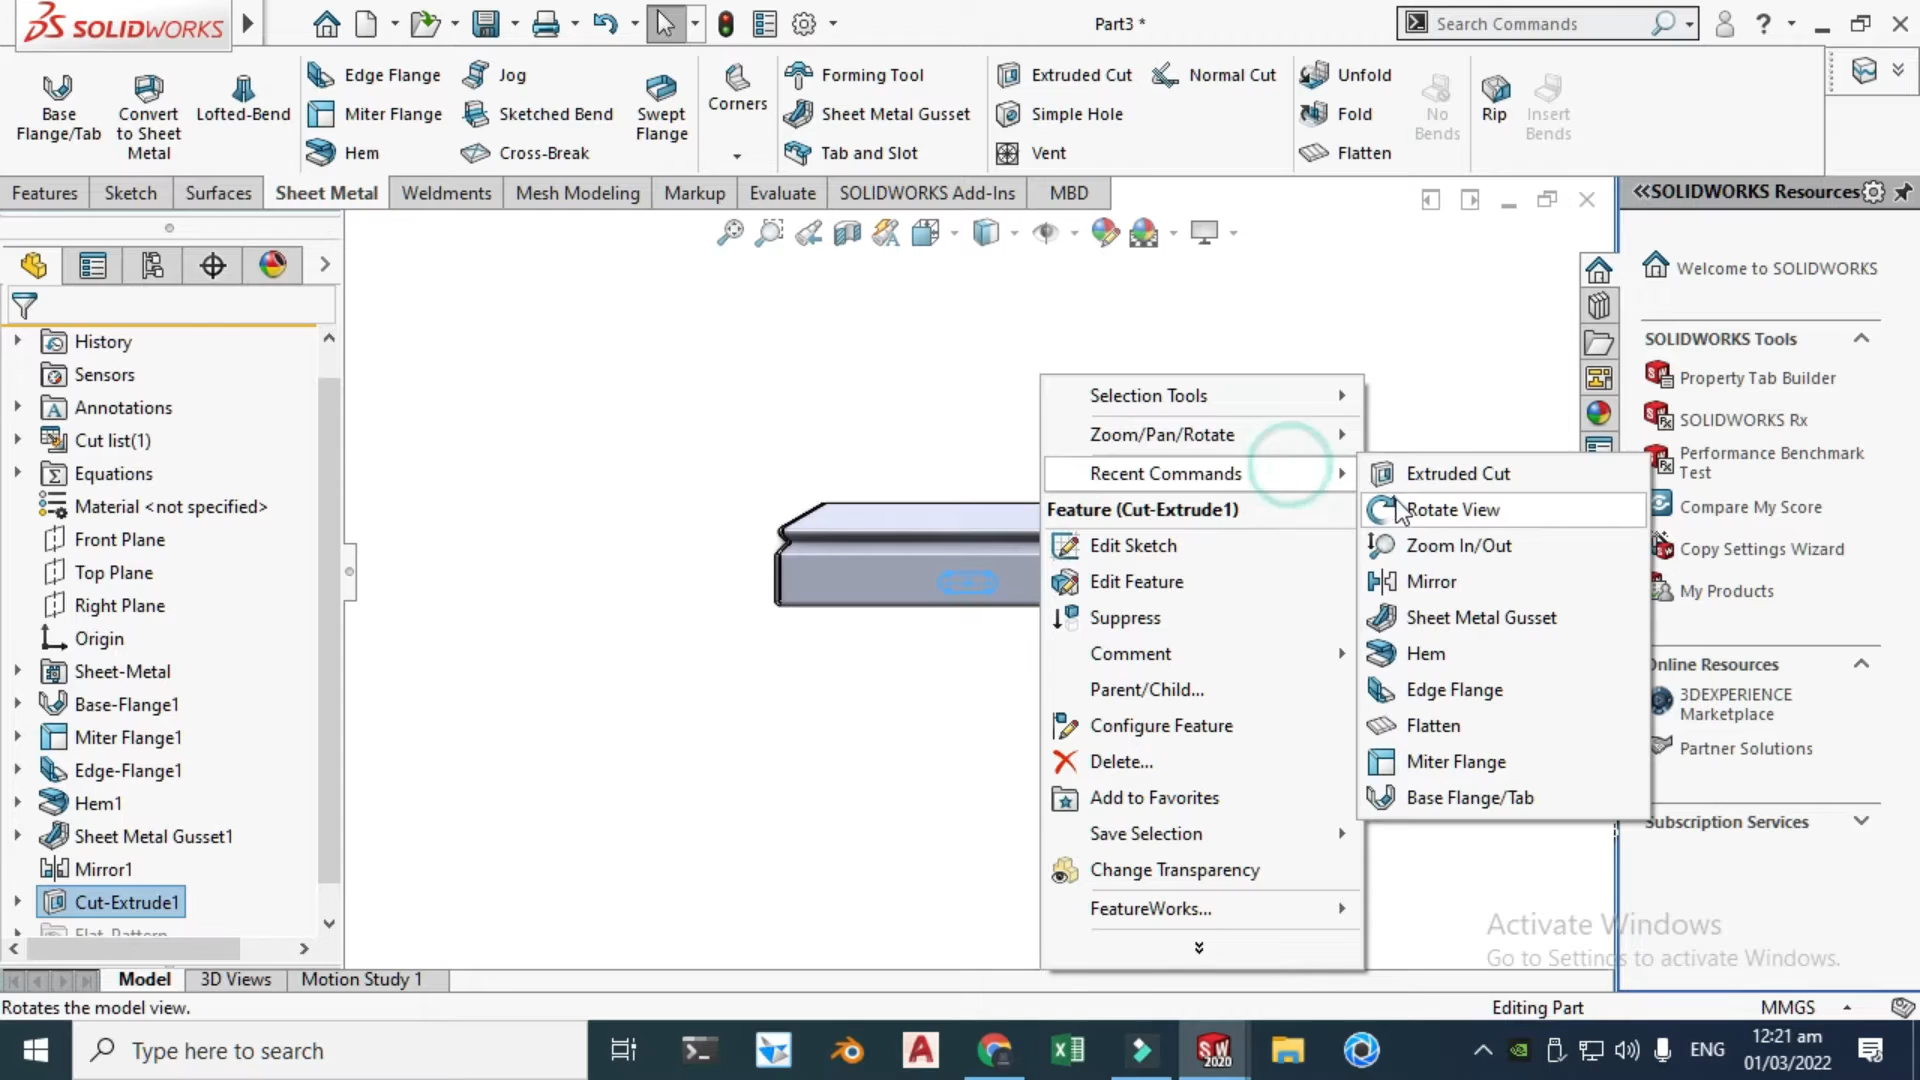 SOLIDWORKS
Part3 *
Search Commands
Base Flange/Tab
Convert to Sheet Metal
Lofted-Bend
Edge Flange
Miter Flange
Hem
Jog
Sketched Bend
Cross-Break
Swept Flange
Corners
Forming Tool
Sheet Metal Gusset
Tab and Slot
Extruded Cut
Simple Hole
Vent
Normal Cut
Unfold
Fold
Flatten
No Bends
Rip
Insert Bends
Features
Sketch
Surfaces
Sheet Metal
Weldments
Mesh Modeling
Markup
Evaluate
SOLIDWORKS Add-Ins
MBD
History
Sensors
Annotations
Cut list(1)
Equations
Material <not specified>
Front Plane
Top Plane
Right Plane
Origin
Sheet-Metal
Base-Flange1
Miter Flange1
Edge-Flange1
Hem1
Sheet Metal Gusset1
Mirror1
Cut-Extrude1
Flat-Pattern
Selection Tools
Zoom/Pan/Rotate
Recent Commands
Feature (Cut-Extrude1)
Edit Sketch
Edit Feature
Suppress
Comment
Parent/Child...
Configure Feature
Delete...
Add to Favorites
Save Selection
Change Transparency
FeatureWorks...
Extruded Cut
Rotate View
Zoom In/Out
Mirror
Sheet Metal Gusset
Hem
Edge Flange
Flatten
Miter Flange
Base Flange/Tab
SOLIDWORKS Resources
Welcome to SOLIDWORKS
SOLIDWORKS Tools
Property Tab Builder
SOLIDWORKS Rx
Performance Benchmark Test
Compare My Score
Copy Settings Wizard
My Products
Online Resources
3DEXPERIENCE Marketplace
Partner Solutions
Subscription Services
Activate Windows
Go to Settings to activate Windows.
Model
3D Views
Motion Study 1
Rotates the model view.
Editing Part
MMGS
Type here to search
SW 2020
ENG
12:21 am
01/03/2022